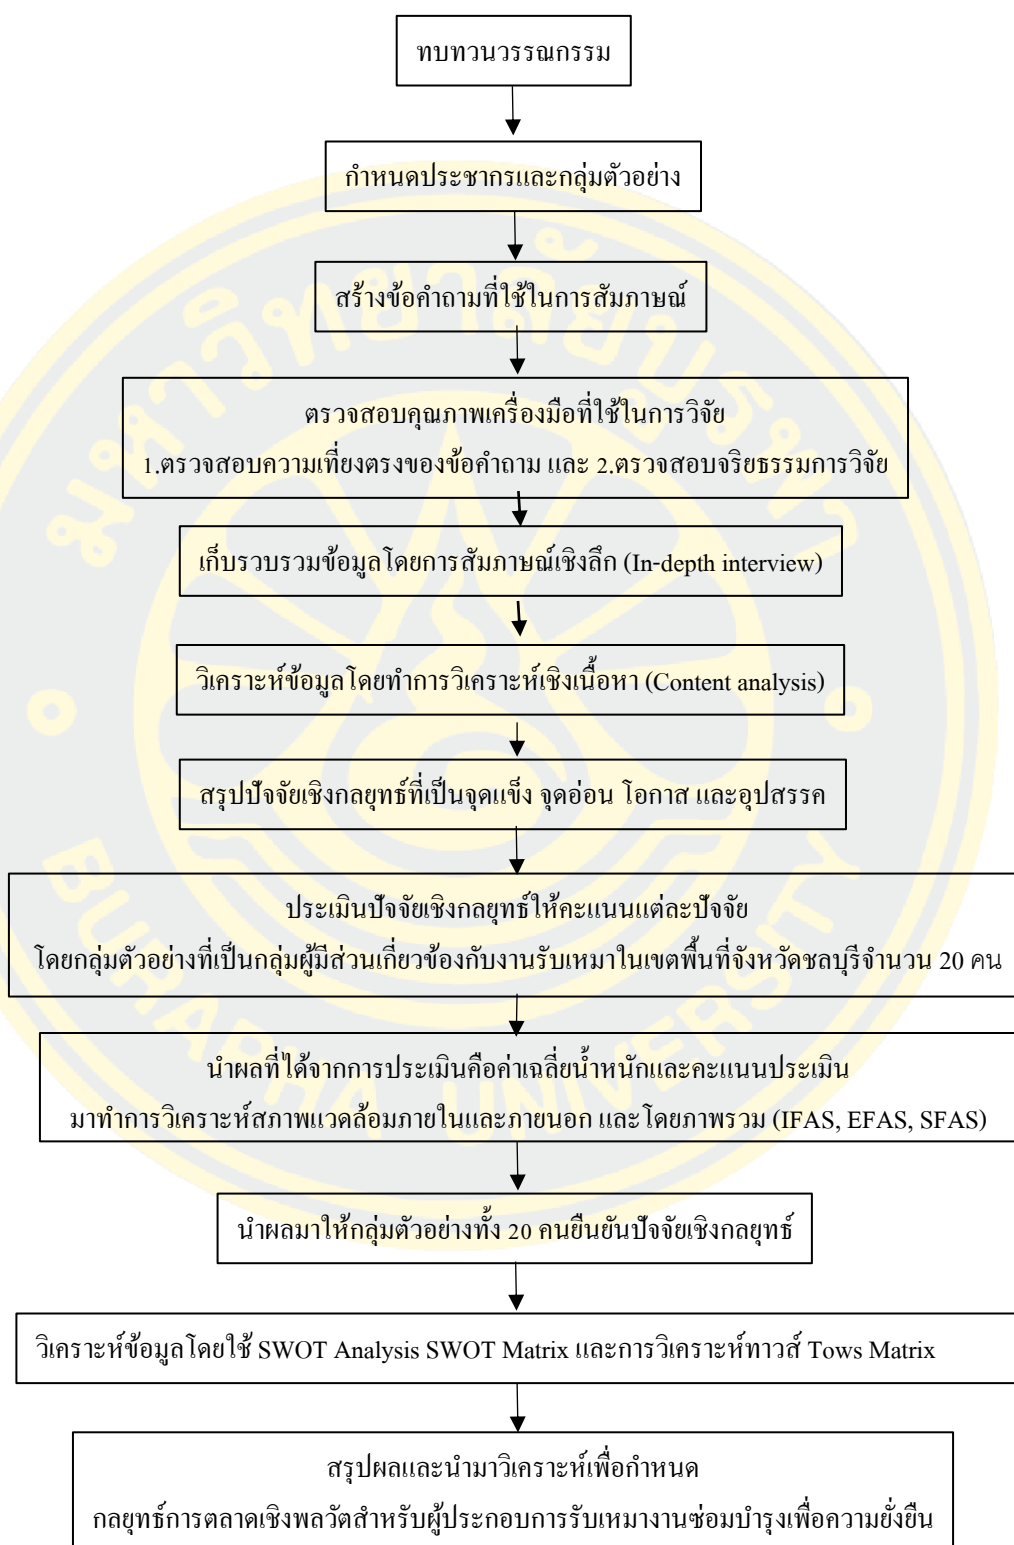 ทบทวนวรรณกรรม
กำหนดประชากรและกลุ่มตัวอย่าง
สร้างข้อคำถามที่ใช้ในการสัมภาษณ์
ตรวจสอบคุณภาพเครื่องมือที่ใช้ในการวิจัย
1.ตรวจสอบความเที่ยงตรงของข้อคำถาม และ 2.ตรวจสอบจริยธรรมการวิจัย
เก็บรวบรวมข้อมูลโดยการสัมภาษณ์เชิงลึก (In-depth interview)
วิเคราะห์ข้อมูลโดยทำการวิเคราะห์เชิงเนื้อหา (Content analysis)
สรุปปัจจัยเชิงกลยุทธ์ที่เป็นจุดแข็ง จุดอ่อน โอกาส และอุปสรรค
ประเมินปัจจัยเชิงกลยุทธ์ให้คะแนนแต่ละปัจจัย
โดยกลุ่มตัวอย่างที่เป็นกลุ่มผู้มีส่วนเกี่ยวข้องกับงานรับเหมาในเขตพื้นที่จังหวัดชลบุรีจำนวน 20 คน
นำผลที่ได้จากการประเมินคือค่าเฉลี่ยน้ำหนักและคะแนนประเมิน
มาทำการวิเคราะห์สภาพแวดล้อมภายในและภายนอก และโดยภาพรวม (IFAS, EFAS, SFAS)
นำผลมาให้กลุ่มตัวอย่างทั้ง 20 คนยืนยันปัจจัยเชิงกลยุทธ์
วิเคราะห์ข้อมูลโดยใช้ SWOT Analysis SWOT Matrix และการวิเคราะห์ทาวส์ Tows Matrix
สรุปผลและนำมาวิเคราะห์เพื่อกำหนด
กลยุทธ์การตลาดเชิงพลวัตสำหรับผู้ประกอบการรับเหมางานซ่อมบำรุงเพื่อความยั่งยืน
มหาวิทยาลัยบูรพา
BURAPHA UNIVERSITY